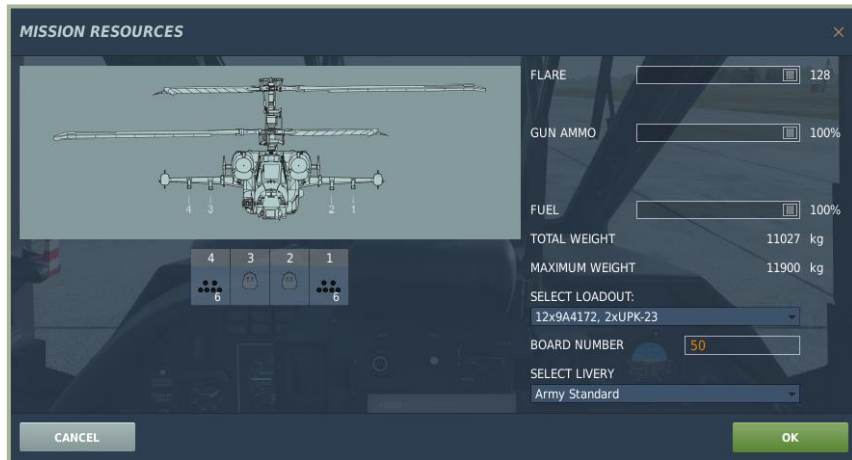 MISSION RESOURCES
×
FLARE 128
GUN AMMO 100%
4 3 2 1
FUEL 100%
TOTAL WEIGHT 11027 kg
4 3 2 1
MAXIMUM WEIGHT 11900 kg
6 6
SELECT LOADOUT:
12x9A4172, 2xUPK-23
BOARD NUMBER 50
SELECT LIVERY
Army Standard
CANCEL OK